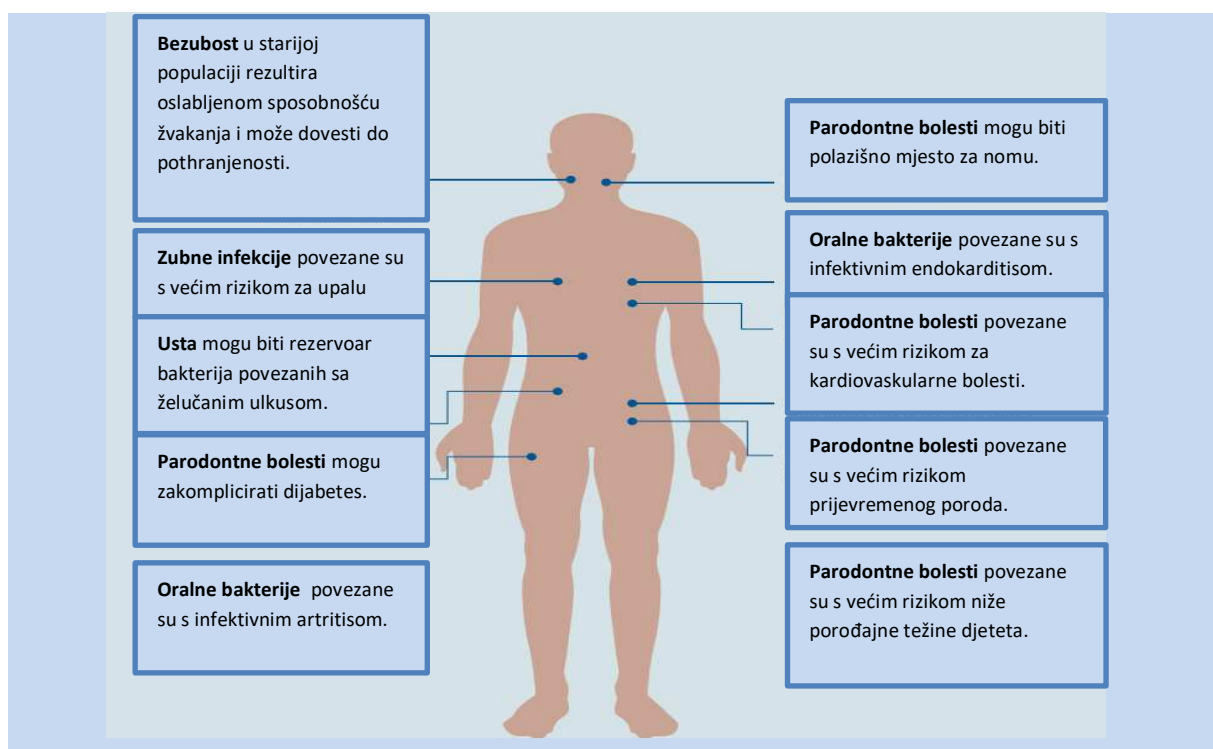 Bezubost u starijoj
populaciji rezultira
oslabljenom sposobnošću
žvakanja i može dovesti do
pothranjenosti.
Zubne infekcije povezane su
s većim rizikom za upalu
Usta mogu biti rezervoar
bakterija povezanih sa
želučanim ulkusom.
Parodontne bolesti mogu
zakomplicirati dijabetes.
Oralne bakterije povezane
su s infektivnim artritisom.
Parodontne bolesti mogu biti
polazišno mjesto za nomu.
Oralne bakterije povezane su s
infektivnim endokarditisom.
Parodontne bolesti povezane
su s većim rizikom za
kardiovaskularne bolesti.
Parodontne bolesti povezane
su s većim rizikom
prijevremenog poroda.
Parodontne bolesti povezane
su s većim rizikom niže
porođajne težine djeteta.